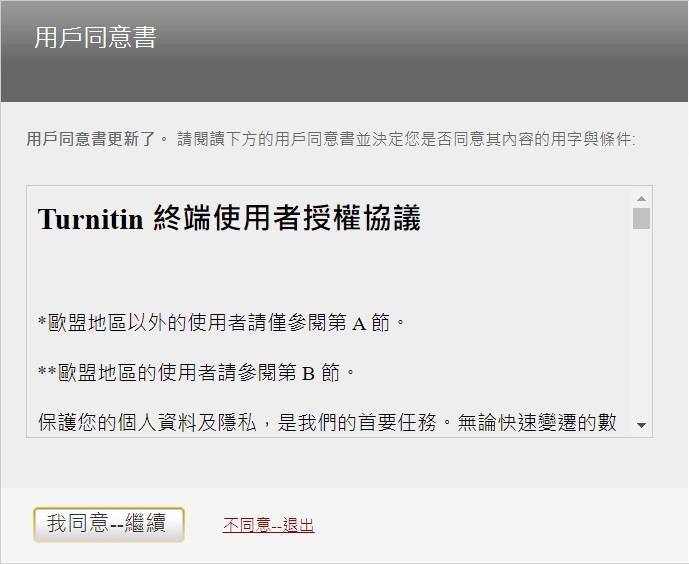 用戶同意書
用戶同意書更新了。 請閱讀下方的用戶同意書並決定您是否同意其內容的用字與條件:
Turnitin 終端使用者授權協議
*歐盟地區以外的使用者請僅參閱第 A 節。
**歐盟地區的使用者請參閱第 B 節。
保護您的個人資料及隱私，是我們的首要任務。無論快速變遷的數
我同意--繼續
不同意--退出